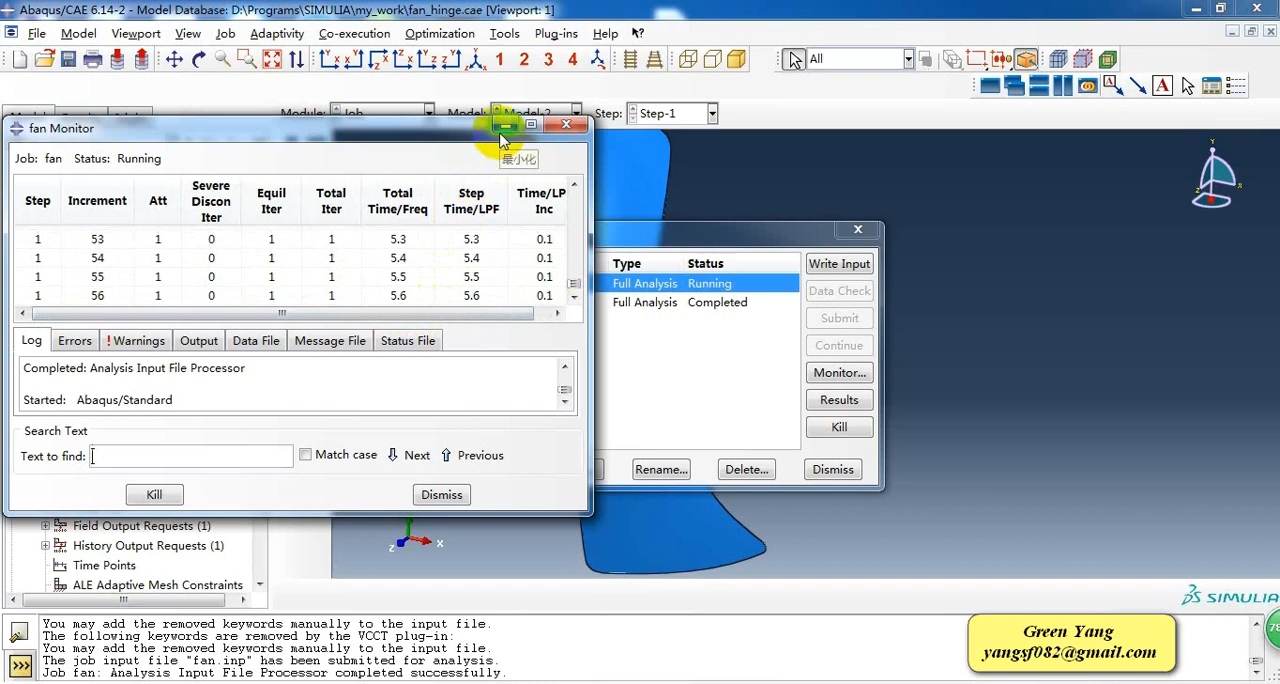 Abaqus/CAE 6.14-2 - Model Database: D:\Programs\SIMULIA\my_work\fan_hinge.cae [Viewport: 1]
File Model Viewport View Job Adaptivity Co-execution Optimization Tools Plug-ins Help
1 2 3 4 All
A
Module: Job Model: Model-2 Step: Step-1
fan Monitor
最小化
Job: fan Status: Running
Step Increment Att Severe Discon Iter Equil Iter Total Iter Total Time/Freq Step Time/LPF Time/LP Inc
1 53 1 0 1 1 5.3 5.3 0.1
1 54 1 0 1 1 5.4 5.4 0.1
1 55 1 0 1 1 5.5 5.5 0.1
1 56 1 0 1 1 5.6 5.6 0.1
Log Errors ! Warnings Output Data File Message File Status File
Completed: Analysis Input File Processor
Started: Abaqus/Standard
Search Text
Text to find: Match case Next Previous
Kill Dismiss
Type Status
Full Analysis Running
Full Analysis Completed
Write Input
Data Check
Submit
Continue
Monitor...
Results
Kill
Rename... Delete... Dismiss
Y
X
z x
Field Output Requests (1)
History Output Requests (1)
Time Points
ALE Adaptive Mesh Constraints
SIMULIA
You may add the removed keywords manually to the input file.
The following keywords are removed by the VCCT plug-in:
You may add the removed keywords manually to the input file.
The job input file "fan.inp" has been submitted for analysis.
Job fan: Analysis Input File Processor completed successfully.
>>>
Green Yang
yangsf082@gmail.com